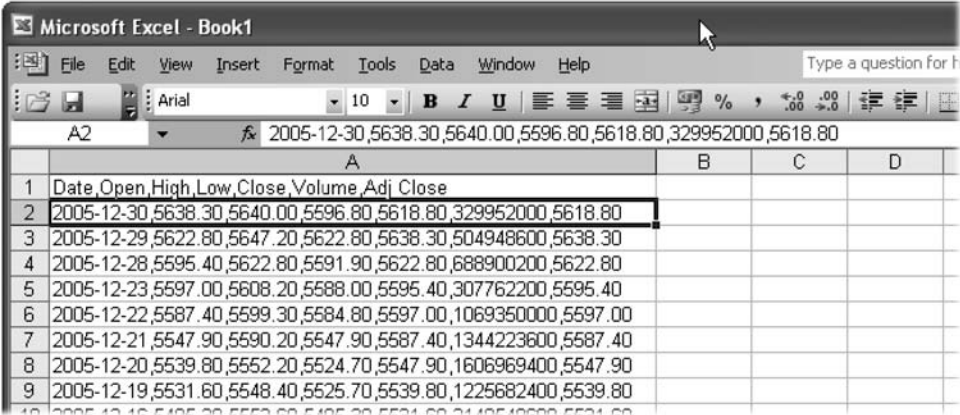 Microsoft Excel - Book1
File Edit View Insert Format Tools Data Window Help Type a question for h
Arial 10 B I U % , .00 .00
A2 fx 2005-12-30,5638.30,5640.00,5596.80,5618.80,329952000,5618.80
A B C D
1 Date,Open,High,Low,Close,Volume,Adj Close
2 2005-12-30,5638.30,5640.00,5596.80,5618.80,329952000,5618.80
3 2005-12-29,5622.80,5647.20,5622.80,5638.30,504948600,5638.30
4 2005-12-28,5595.40,5622.80,5591.90,5622.80,688900200,5622.80
5 2005-12-23,5597.00,5608.20,5588.00,5595.40,307762200,5595.40
6 2005-12-22,5587.40,5599.30,5584.80,5597.00,1069350000,5597.00
7 2005-12-21,5547.90,5590.20,5547.90,5587.40,1344223600,5587.40
8 2005-12-20,5539.80,5552.20,5524.70,5547.90,1606969400,5547.90
9 2005-12-19,5531.60,5548.40,5525.70,5539.80,1225682400,5539.80